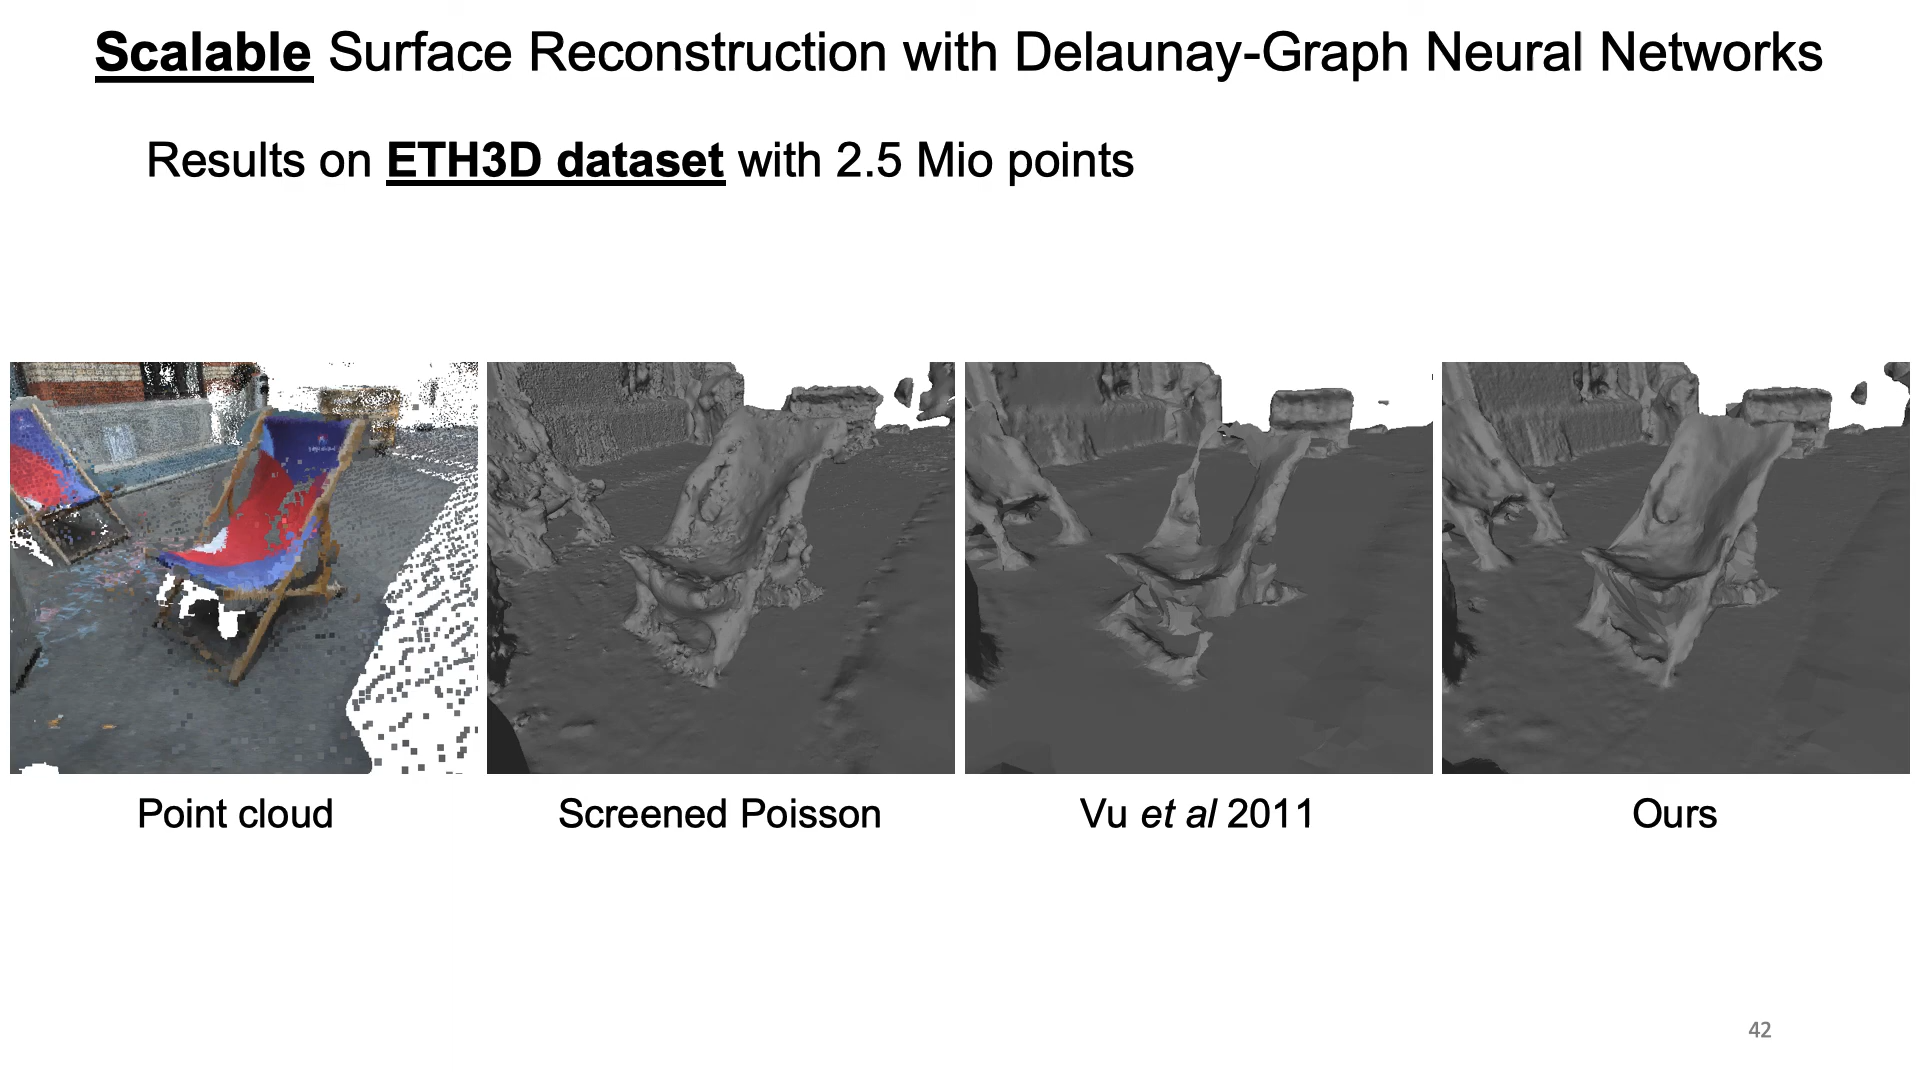 Scalable Surface Reconstruction with Delaunay-Graph Neural Networks
Results on ETH3D dataset with 2.5 Mio points
Point cloud
Screened Poisson
Vu et al 2011
Ours
42